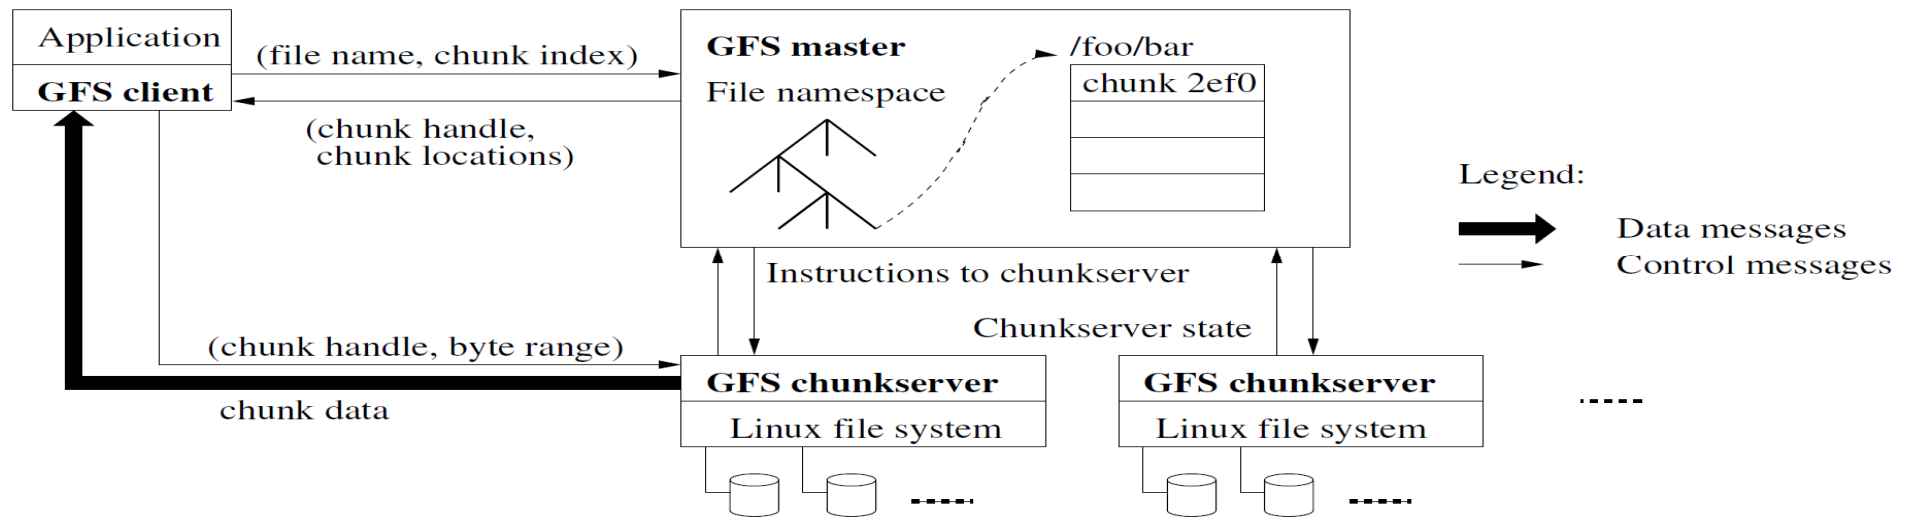 Application
GFS client
(file name, chunk index)
(chunk handle,
chunk locations)
GFS master
File namespace
/foo/bar
chunk 2ef0
Legend:
Data messages
Control messages
Instructions to chunkserver
Chunkserver state
(chunk handle, byte range)
chunk data
GFS chunkserver
Linux file system
GFS chunkserver
Linux file system